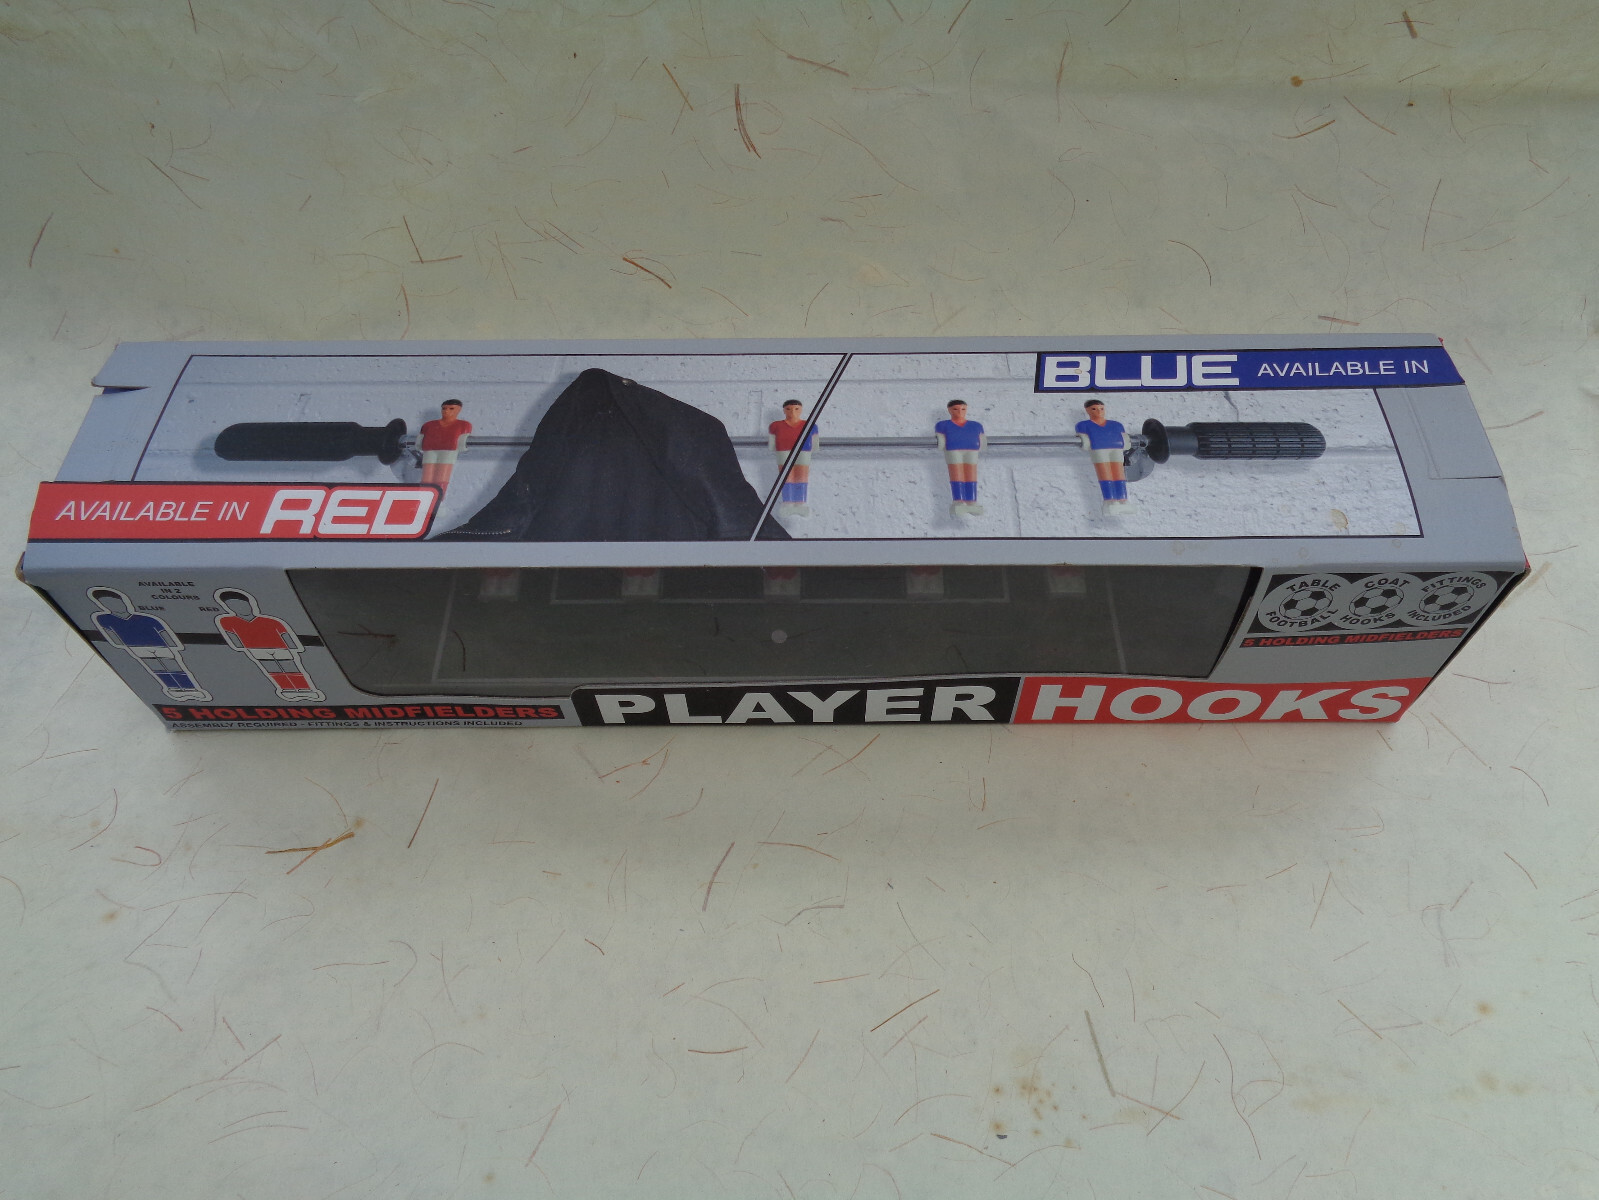 BLUE AVAILABLE IN
AVAILABLE IN RED
AVAILABLE
IN 2
COLOURS
BLUE RED
TABLE FOOTBALL
COAT HOOKS
FITTINGS INCLUDED
5 HOLDING MIDFIELDERS
5 HOLDING MIDFIELDERS
ASSEMBLY REQUIRED - FITTINGS & INSTRUCTIONS INCLUDED
PLAYER HOOKS